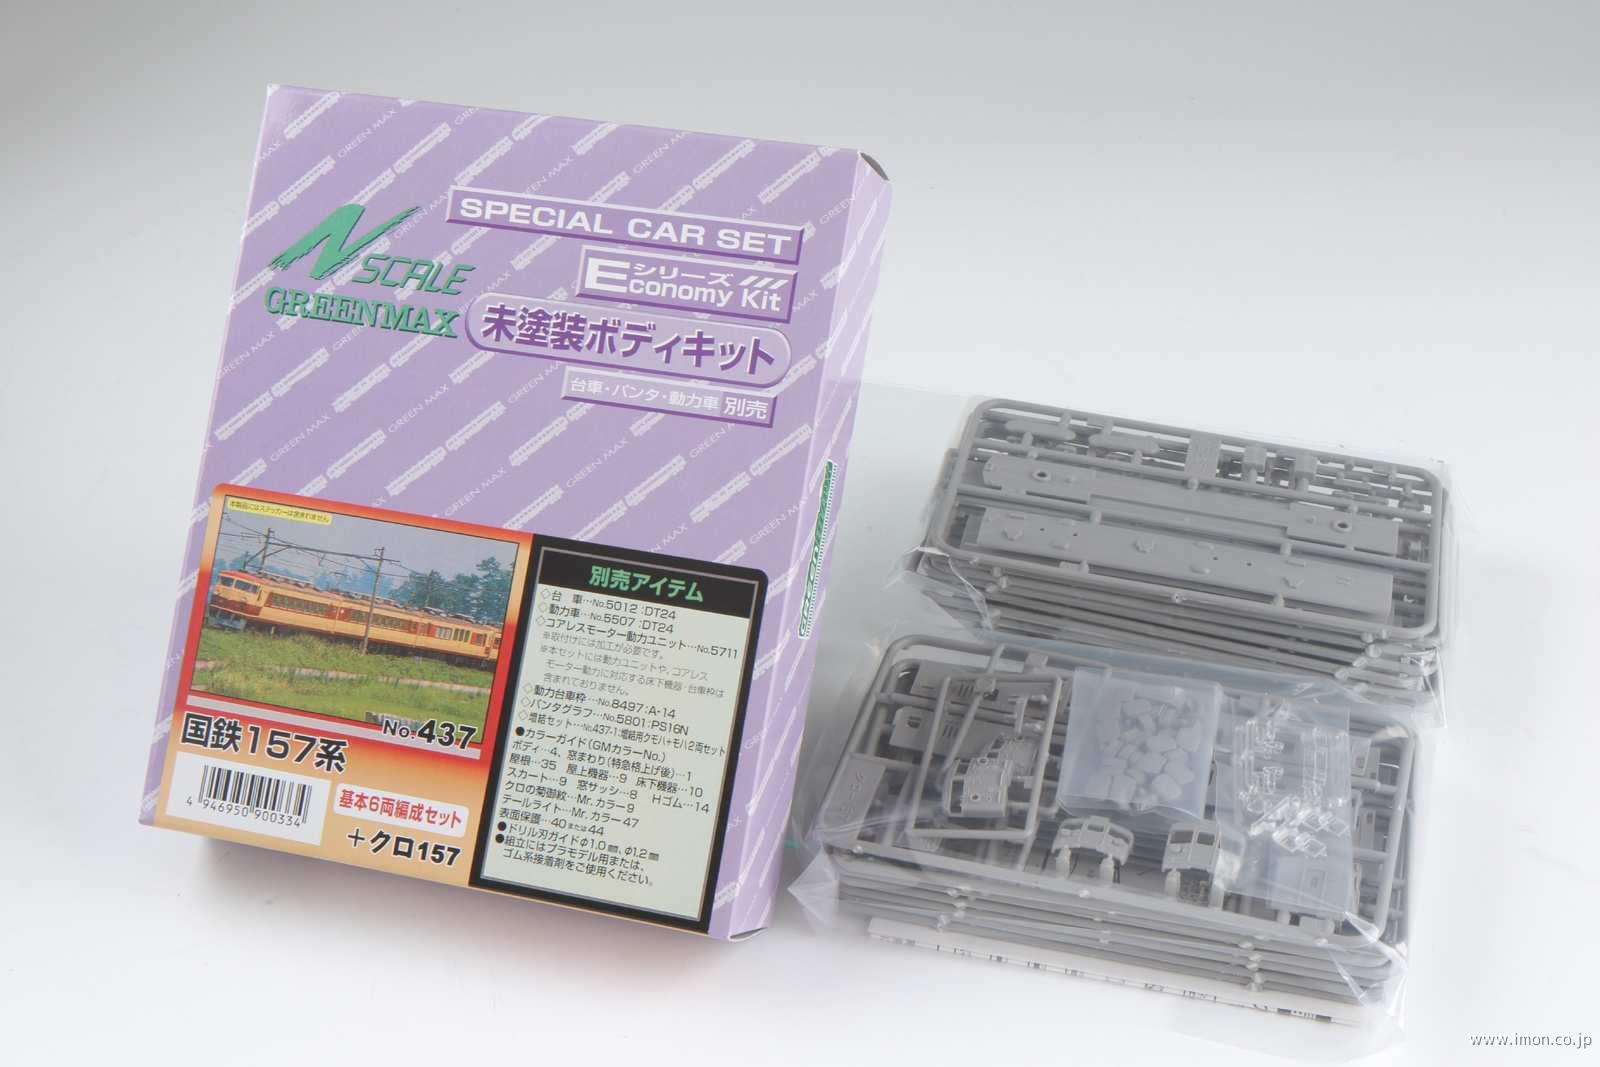 SPECIAL CAR SET
N SCALE
GREENMAX
Eシリーズ
Economy Kit
未塗装ボディキット
台車・パンタ・動力車 別売
本製品にはステッカーは含まれません
No.437
国鉄157系
4 946950 900334
基本6両編成セット
+クロ157
別売アイテム
◇台 車…No.5012:DT24
◇動力車…No.5507:DT24
◇コアレスモーター動力ユニット…No.5711
※取付けには加工が必要です。
※本セットには動力ユニットや、コアレス
モーター動力に対応する床下機器・台車枠は
含まれておりません。
◇動力台車枠…No.8497:A-14
◇パンタグラフ…No.5801:PS16N
◇増結セット…No.437-1:増結用クモハ+モハ2両セット
●カラーガイド(GMカラーNo.)
ボディ…4、窓まわり(特急格上げ後)…1
屋根…35 屋上機器…9 床下機器…10
スカート…9 窓サッシ…8 Hゴム…14
クロの菊御紋…Mr.カラー9
テールライト…Mr.カラー47
表面保護…40または44
●ドリル刃ガイドφ1.0㎜、φ1.2㎜
●組立にはプラモデル用または、
ゴム系接着剤をご使用ください。
www.imon.co.jp